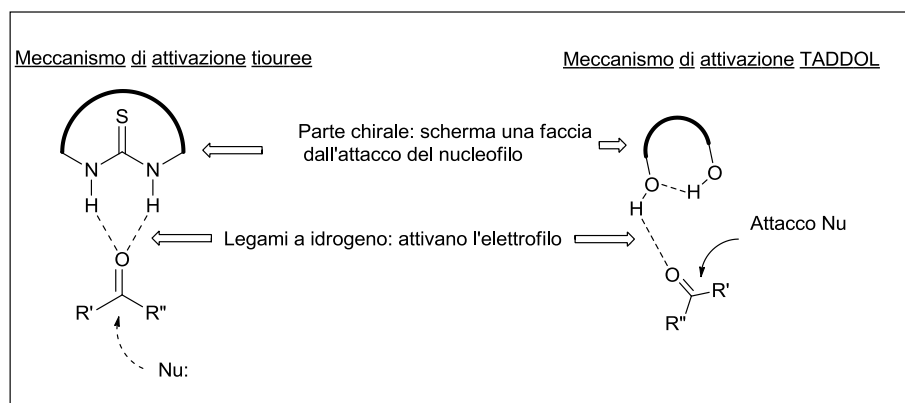 Meccanismo di attivazione tiouree
Meccanismo di attivazione TADDOL
S
N N
H H
O
R' R"
Nu:
Parte chirale: scherma una faccia
dall'attacco del nucleofilo
Legami a idrogeno: attivano l'elettrofilo
O
H O
H
Attacco Nu
O
R'
R"